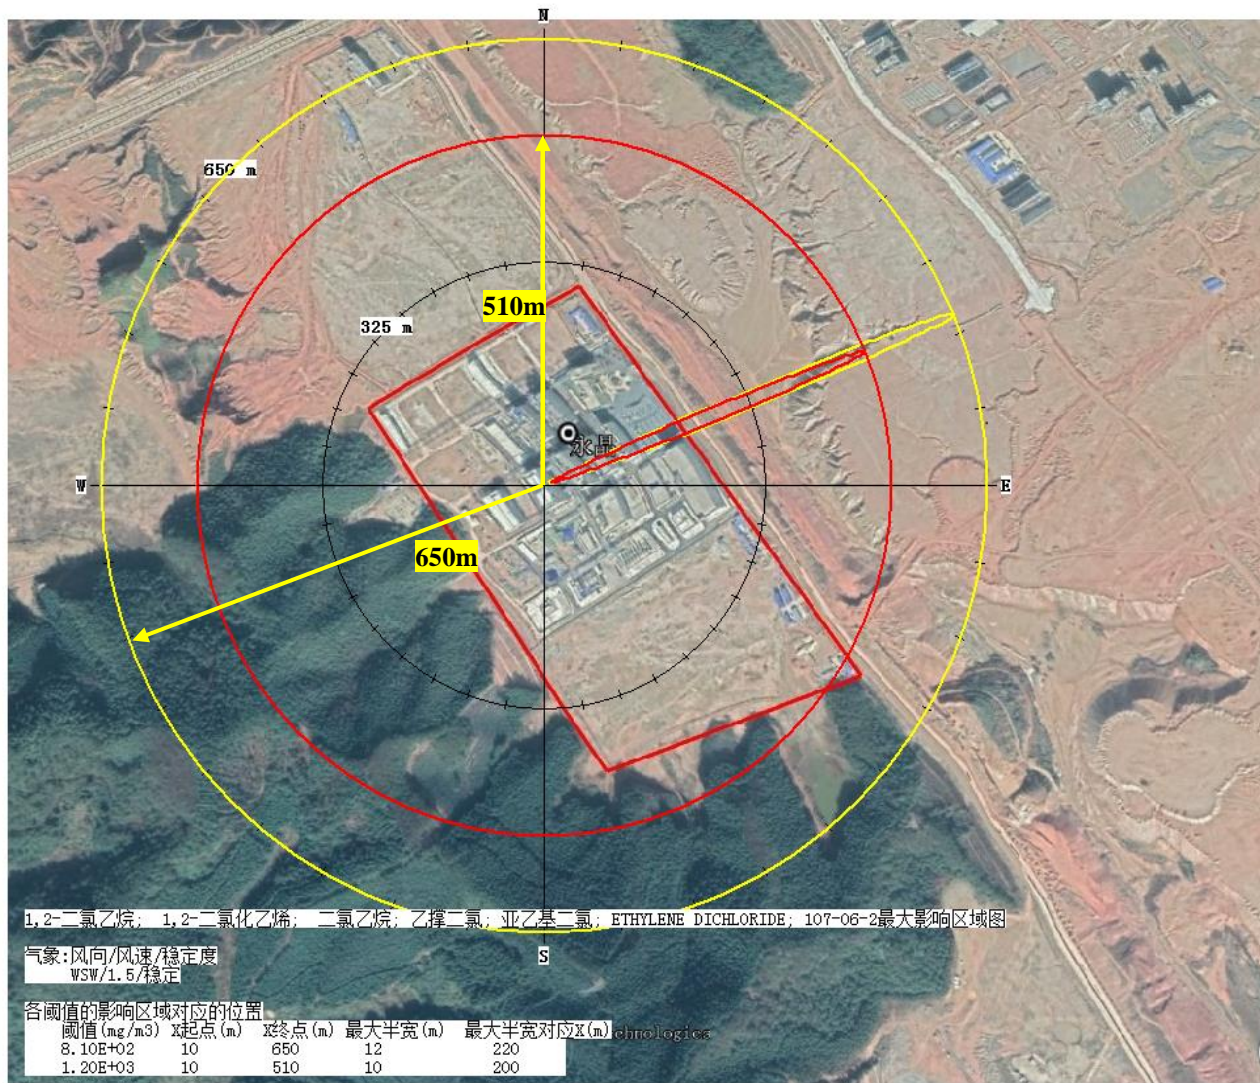 N
650 m
510m
325 m
永晶
W
E
650m
1,2-二氯乙烷; 1,2-二氯化乙烯; 二氯乙烷; 乙撑二氯; 亚乙基二氯; ETHYLENE DICHLORIDE; 107-06-2最大影响区域图
S
气象:风向/风速/稳定度
WSW/1.5/稳定
各阈值的影响区域对应的位置
阈值(mg/m3) X起点(m) X终点(m) 最大半宽(m) 最大半宽对应X(m)
8.10E+02 10 650 12 220
1.20E+03 10 510 10 200